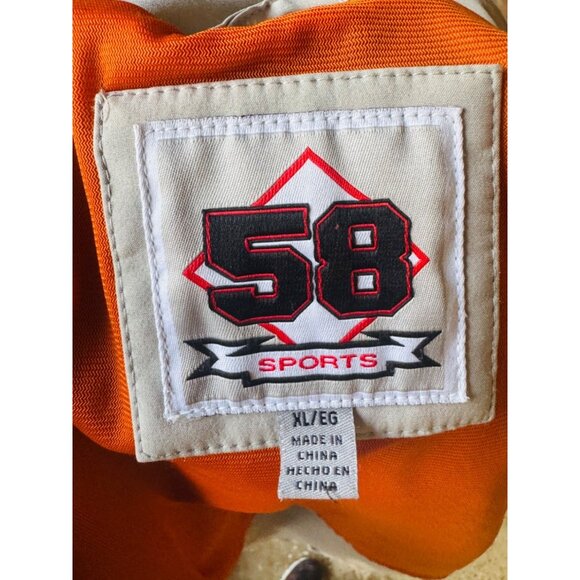 58
SPORTS
XL/EG
MADE IN
CHINA
HECHO EN
CHINA